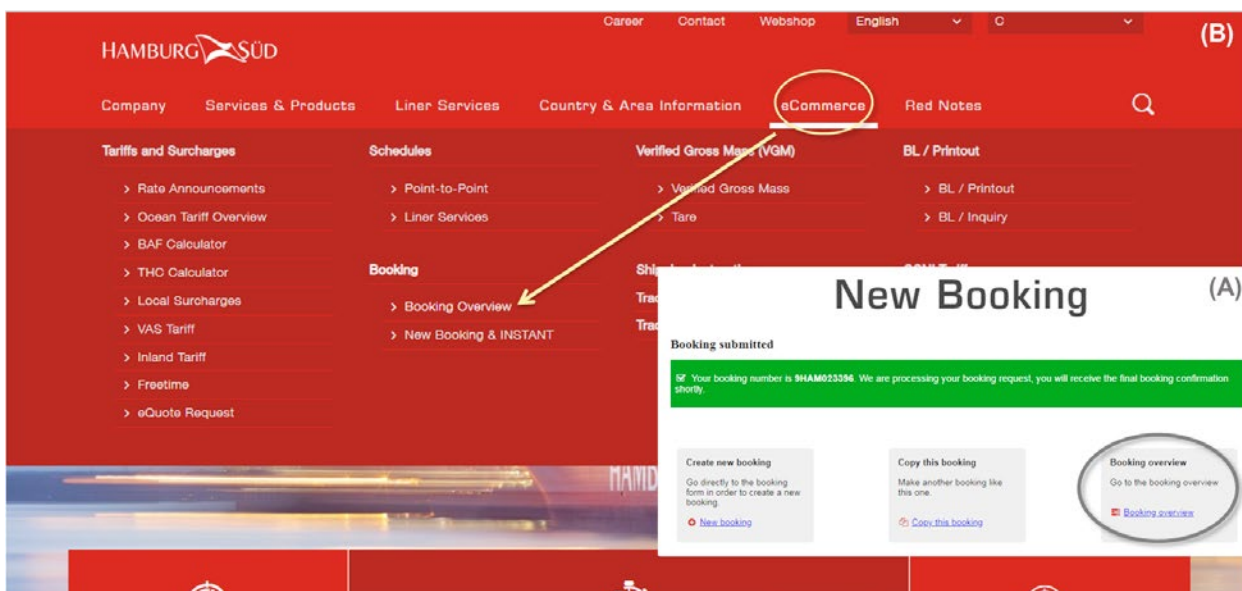 Career Contact Webshop English C
(B)
HAMBURG SÜD
Company Services & Products Liner Services Country & Area Information eCommerce Red Notes
Tariffs and Surcharges
> Rate Announcements
> Ocean Tariff Overview
> BAF Calculator
> THC Calculator
> Local Surcharges
> VAS Tariff
> Inland Tariff
> Freetime
> eQuote Request
Schedules
> Point-to-Point
> Liner Services
Booking
> Booking Overview
> New Booking & INSTANT
Verified Gross Mass (VGM)
> Verified Gross Mass
> Tare
BL / Printout
> BL / Printout
> BL / Inquiry
New Booking
(A)
Booking submitted
Your booking number is 9HAM023396. We are processing your booking request, you will receive the final booking confirmation
shortly.
Create new booking
Go directly to the booking
form in order to create a new
booking.
New booking
Copy this booking
Make another booking like
this one.
Copy this booking
Booking overview
Go to the booking overview
Booking overview